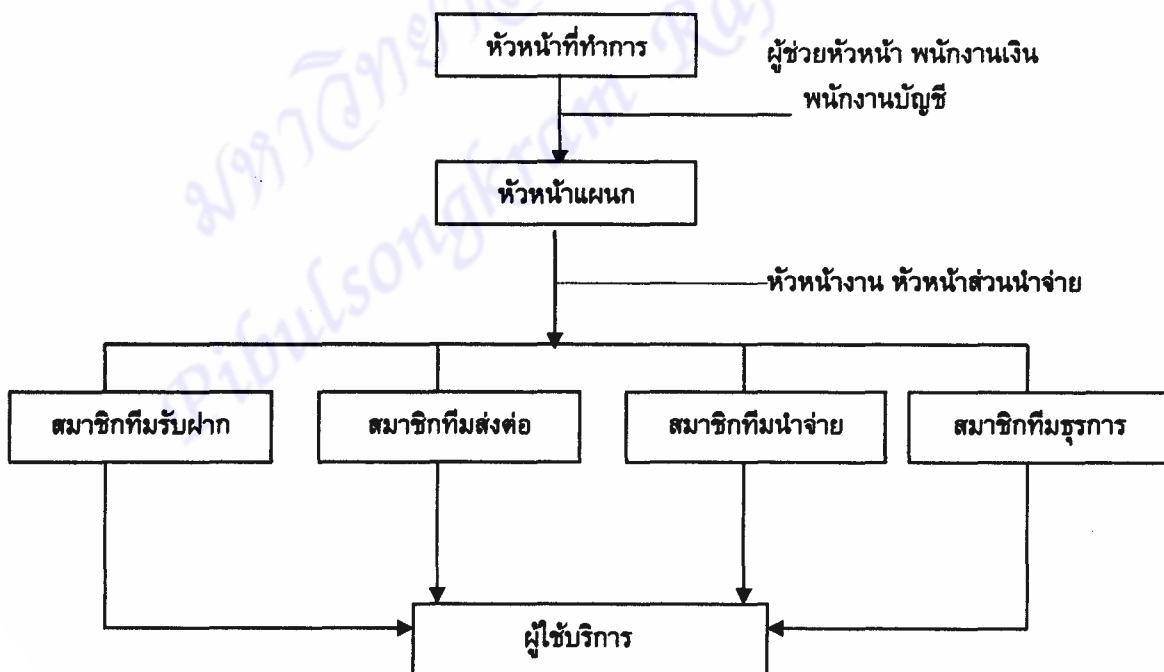 หัวหน้าที่ทำการ
ผู้ช่วยหัวหน้า พนักงานเงิน
พนักงานบัญชี
หัวหน้าแผนก
หัวหน้างาน หัวหน้าส่วนนำจ่าย
สมาชิกทีมรับฝาก
สมาชิกทีมส่งต่อ
สมาชิกทีมนำจ่าย
สมาชิกทีมธุรการ
ผู้ใช้บริการ
Pibulsongkram Raj